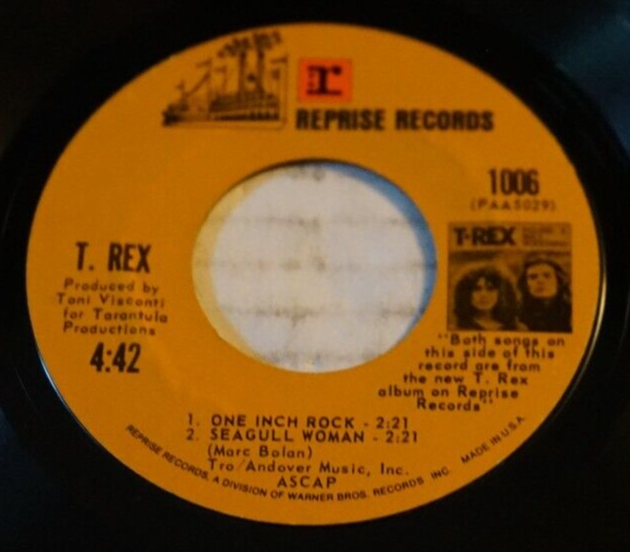 r
REPRISE RECORDS
1006
(PAA5029)
T. REX
Produced by
Toni Visconti
for Tarantula
Productions
4:42
T·REX
"Both songs on
this side of this
record are from
the new T. Rex
album on Reprise
Records"
1. ONE INCH ROCK - 2:21
2. SEAGULL WOMAN - 2:21
(Marc Bolan)
Tro/Andover Music, Inc.
ASCAP
REPRISE RECORDS, A DIVISION OF WARNER BROS. RECORDS INC. MADE IN U.S.A.